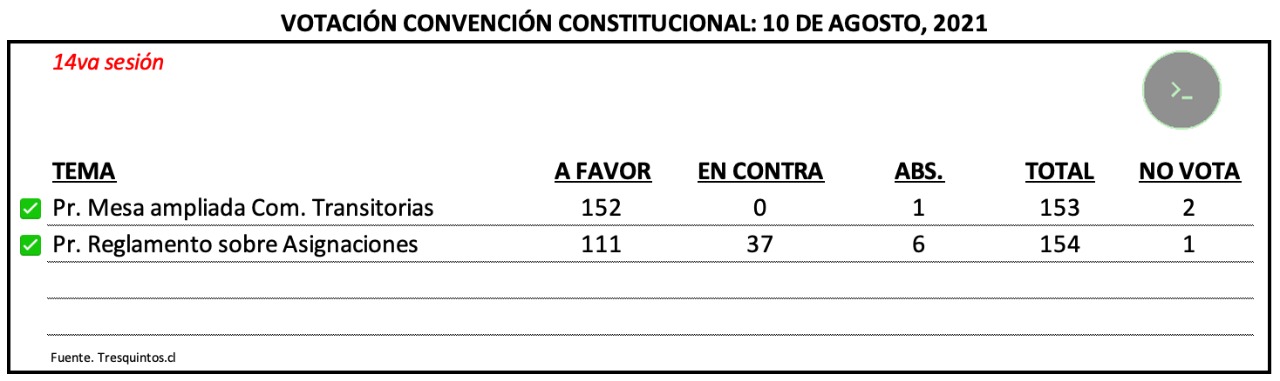 VOTACIÓN CONVENCIÓN CONSTITUCIONAL: 10 DE AGOSTO, 2021
14va sesión
>_
TEMA A FAVOR EN CONTRA ABS. TOTAL NO VOTA
Pr. Mesa ampliada Com. Transitorias 152 0 1 153 2
Pr. Reglamento sobre Asignaciones 111 37 6 154 1
Fuente. Tresquintos.cl